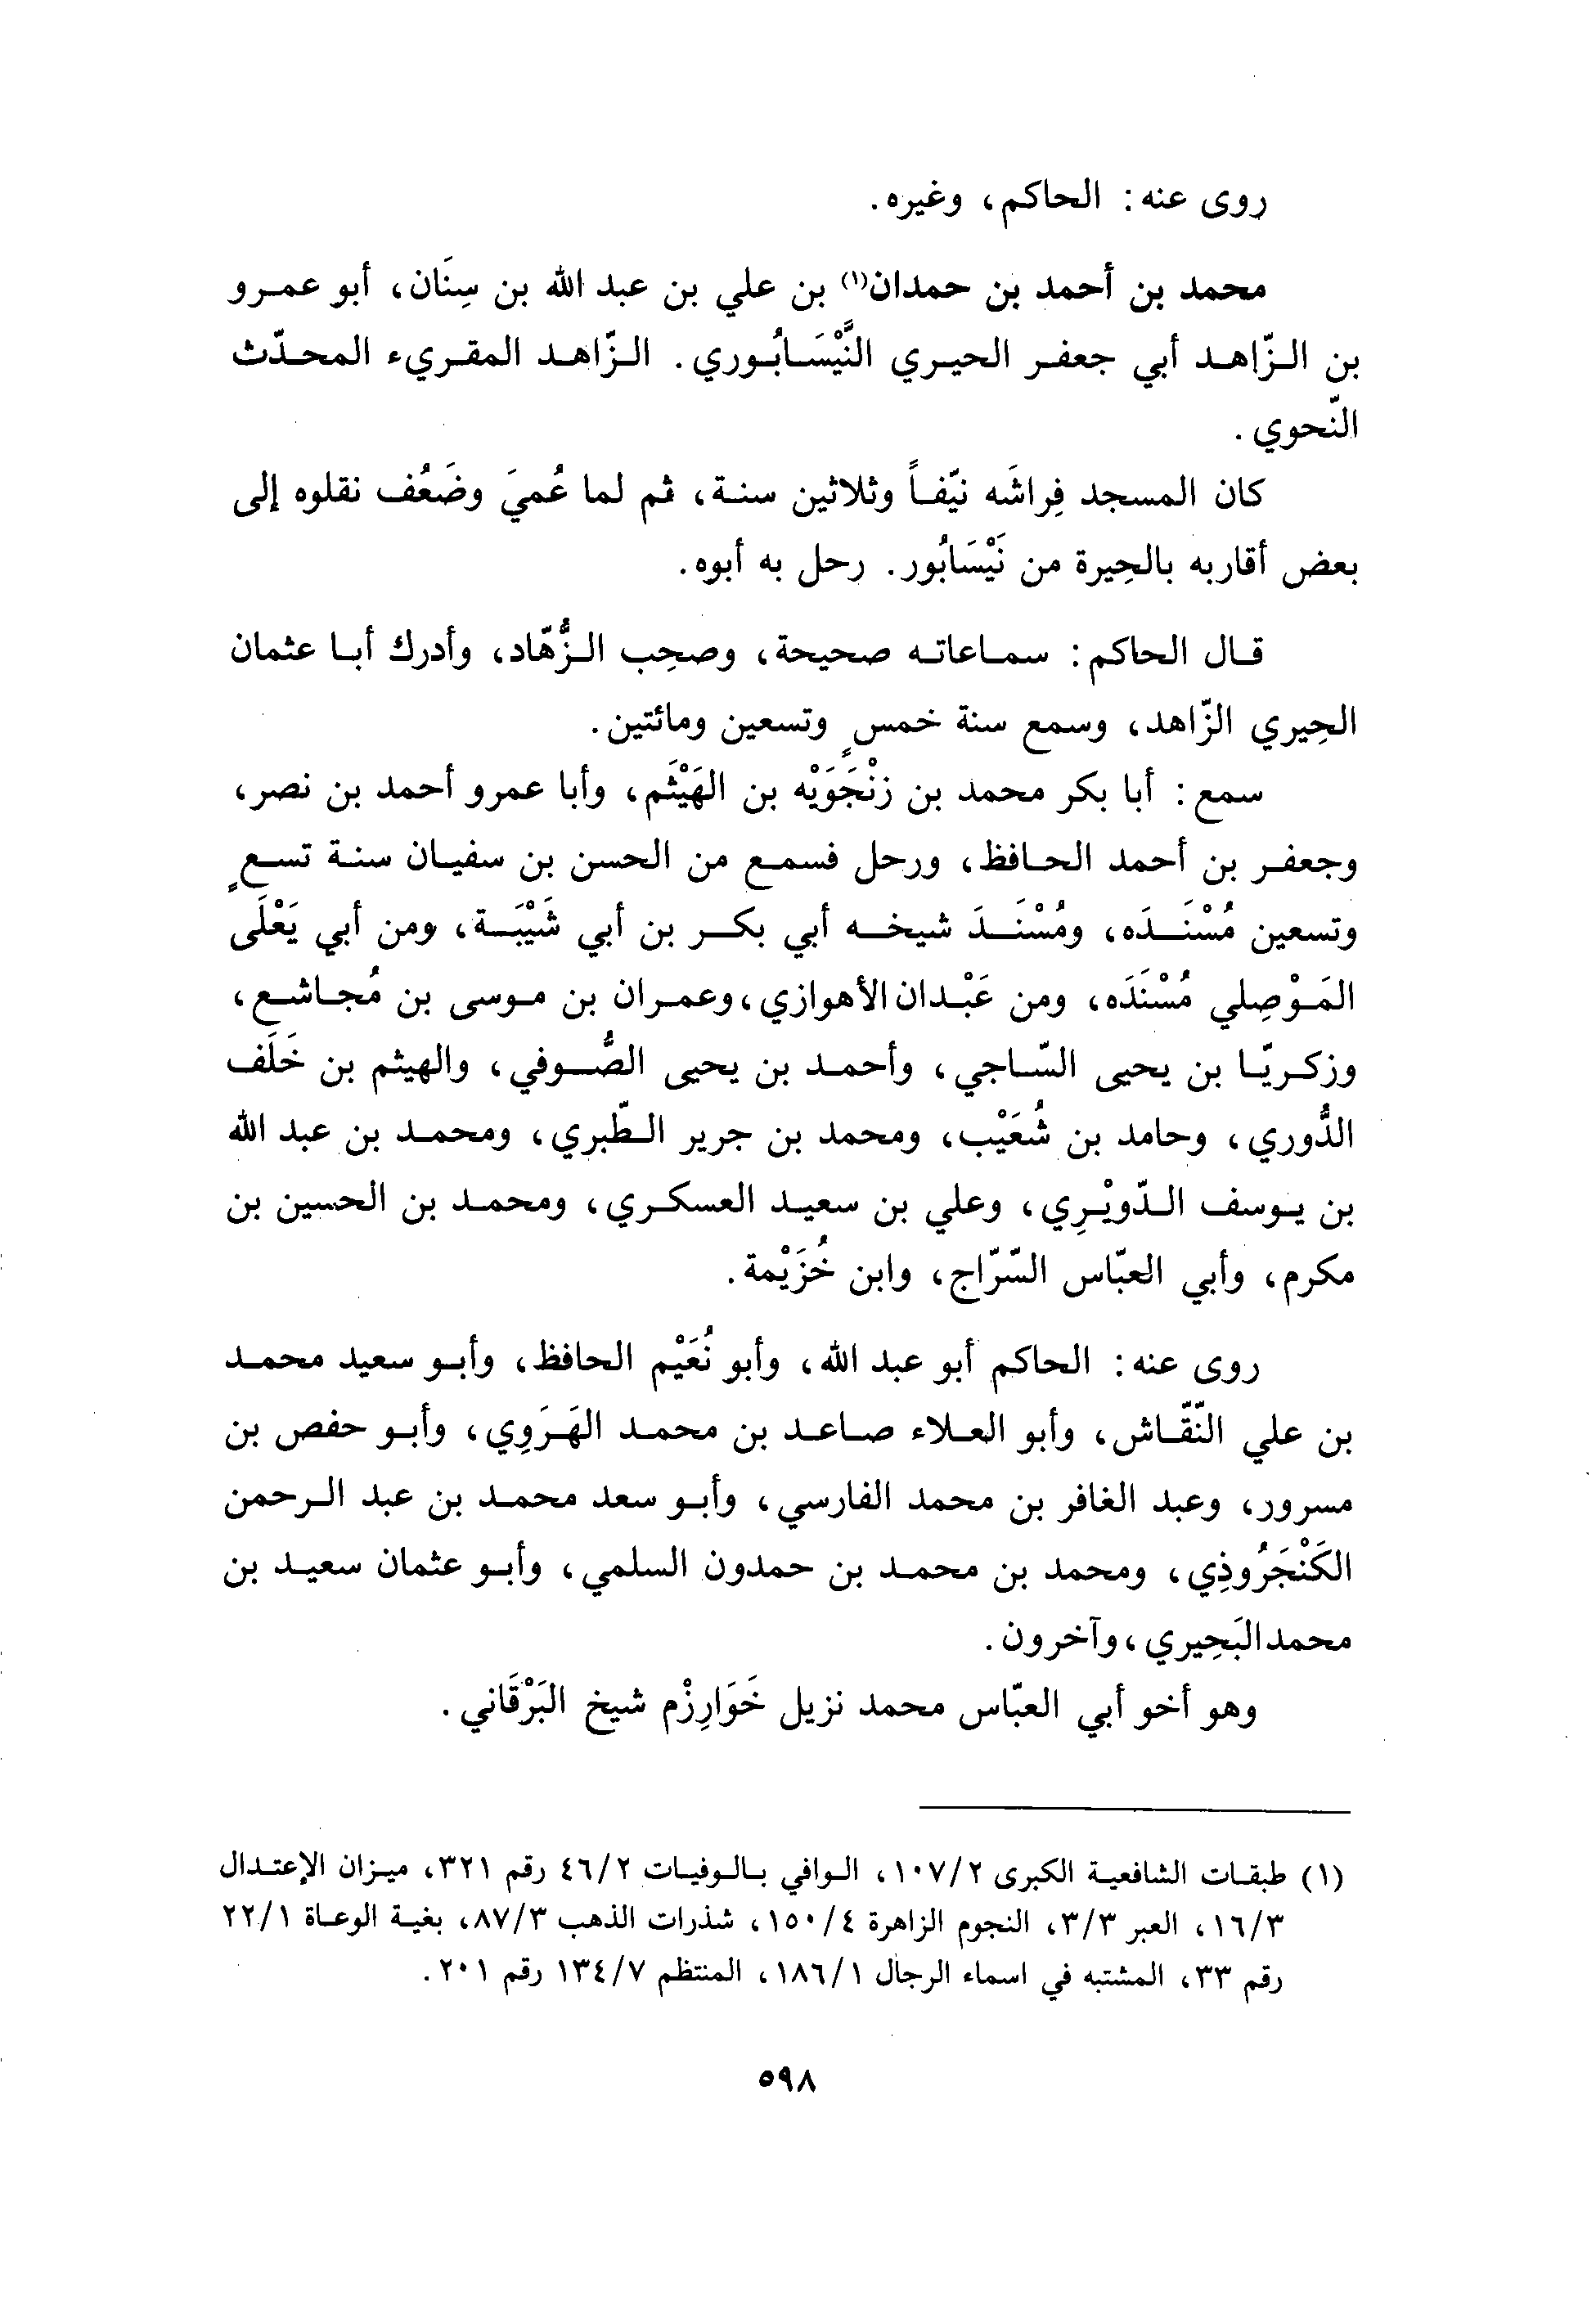 روى عنه : الحاكم ، وغيره .
محمد بن أحمد بن حمدان(١) بن علي بن عبد الله بن سِنَان ، أبو عمرو
بن الزّاهد أبي جعفر الحيري النَّيْسَابُوري . الزّاهد المقريء المحدّث
النّحوي .
كان المسجد فِراشَه نيّفاً وثلاثين سنة ، ثم لما عُميَ وضَعُف نقلوه إلى
بعض أقاربه بالحِيرة من نَيْسَابُور . رحل به أبوه .
قال الحاكم : سماعاته صحيحة ، وصحِب الزُّهّاد ، وأدرك أبا عثمان
الحِيري الزّاهد ، وسمع سنة خمسٍ وتسعين ومائتين .
سمع : أبا بكر محمد بن زنْجَوَيْه بن الهَيْثَم ، وأبا عمرو أحمد بن نصر ،
وجعفر بن أحمد الحافظ ، ورحل فسمع من الحسن بن سفيان سنة تسعٍ
وتسعين مُسْنَدَه ، ومُسْنَدَ شيخه أبي بكر بن أبي شَيْبَة ، ومن أبي يَعْلَى
المَوْصِلي مُسْنَدَه ، ومن عَبْدان الأهوازي ، وعمران بن موسى بن مُجاشع ،
وزكريّا بن يحيى السّاجي ، وأحمد بن يحيى الصُّوفي ، والهيثم بن خَلَف
الدُّوري ، وحامد بن شُعَيْب ، ومحمد بن جرير الطّبري ، ومحمد بن عبد الله
بن يوسف الدّويْرِي ، وعلي بن سعيد العسكري ، ومحمد بن الحسين بن
مكرم ، وأبي العبّاس السّرّاج ، وابن خُزَيْمة .
روى عنه : الحاكم أبو عبد الله ، وأبو نُعَيْم الحافظ ، وأبو سعيد محمد
بن علي النّقّاش ، وأبو العلاء صاعد بن محمد الهَرَوِي ، وأبو حفص بن
مسرور ، وعبد الغافر بن محمد الفارسي ، وأبو سعد محمد بن عبد الرحمن
الكَنْجَرُوذِي ، ومحمد بن محمد بن حمدون السلمي ، وأبو عثمان سعيد بن
محمد البَحِيري ، وآخرون .
وهو أخو أبي العبّاس محمد نزيل خَوَارِزْم شيخ البَرْقَاني .
(١) طبقات الشافعية الكبرى ١٠٧/٢ ، الوافي بالوفيات ٤٦/٢ رقم ٣٢١ ، ميزان الإعتدال
١٦/٣ ، العبر ٣/٣ ، النجوم الزاهرة ١٥٠/٤ ، شذرات الذهب ٨٧/٣ ، بغية الوعاة ٢٢/١
رقم ٣٣ ، المشتبه في اسماء الرجال ١٨٦/١ ، المنتظم ١٣٤/٧ رقم ٢٠١ .
٥٩٨